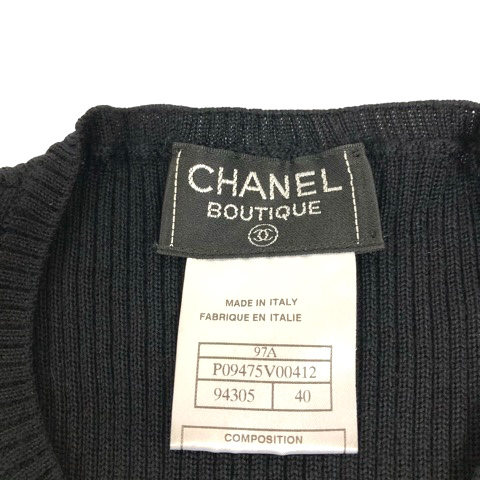 CHANEL
BOUTIQUE
MADE IN ITALY
FABRIQUE EN ITALIE
97A
P09475V00412
94305 40
COMPOSITION